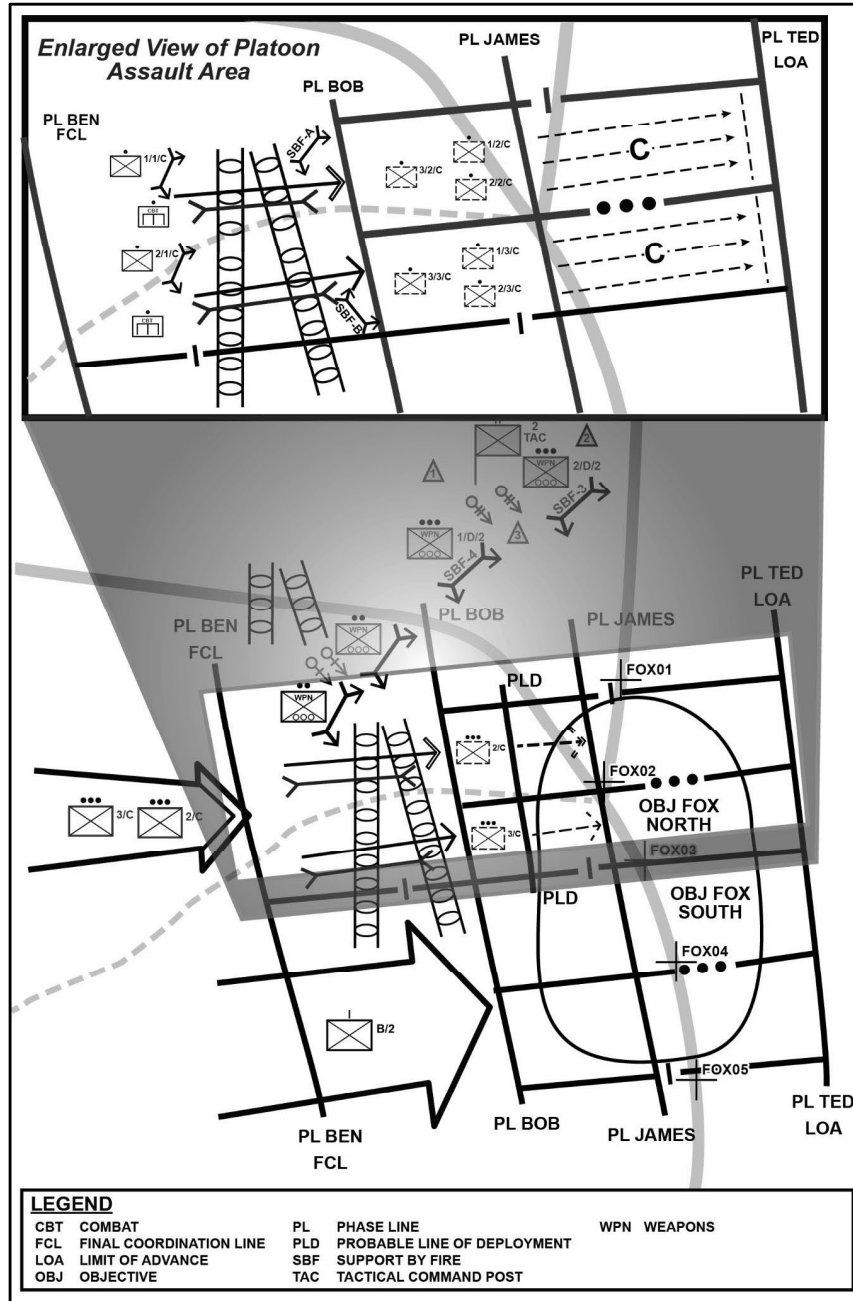 Enlarged View of Platoon
Assault Area
PL BEN
FCL
PL BOB
PL JAMES
PL TED
LOA
1/1/C
CBT
2/1/C
CBT
SBF-A
SBF-B
3/2/C
1/2/C
2/2/C
3/3/C
1/3/C
2/3/C
C
C
2
TAC
2
1
WPN
2/D/2
SBF-3
3
WPN
1/D/2
SBF-4
PL BEN
FCL
PL BOB
PL JAMES
PL TED
LOA
WPN
WPN
PLD
FOX01
2/C
FOX02
3/C
2/C
3/C
OBJ FOX
NORTH
FOX03
PLD
OBJ FOX
SOUTH
FOX04
B/2
FOX05
PL BEN
FCL
PL BOB
PL JAMES
PL TED
LOA
LEGEND
CBT COMBAT
FCL FINAL COORDINATION LINE
LOA LIMIT OF ADVANCE
OBJ OBJECTIVE
PL PHASE LINE
PLD PROBABLE LINE OF DEPLOYMENT
SBF SUPPORT BY FIRE
TAC TACTICAL COMMAND POST
WPN WEAPONS